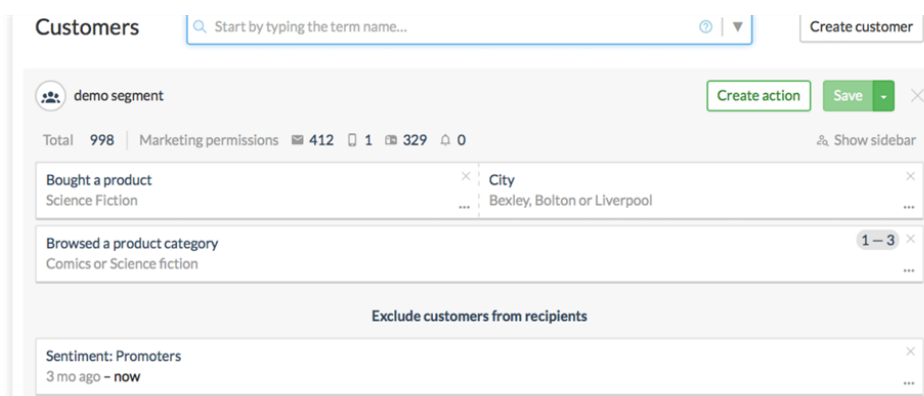 Customers
Start by typing the term name...
Create customer
demo segment
Create action
Save
Total 998 Marketing permissions 412 1 329 0
Show sidebar
Bought a product
Science Fiction
City
Bexley, Bolton or Liverpool
Browsed a product category
Comics or Science fiction
1 – 3
Exclude customers from recipients
Sentiment: Promoters
3 mo ago – now